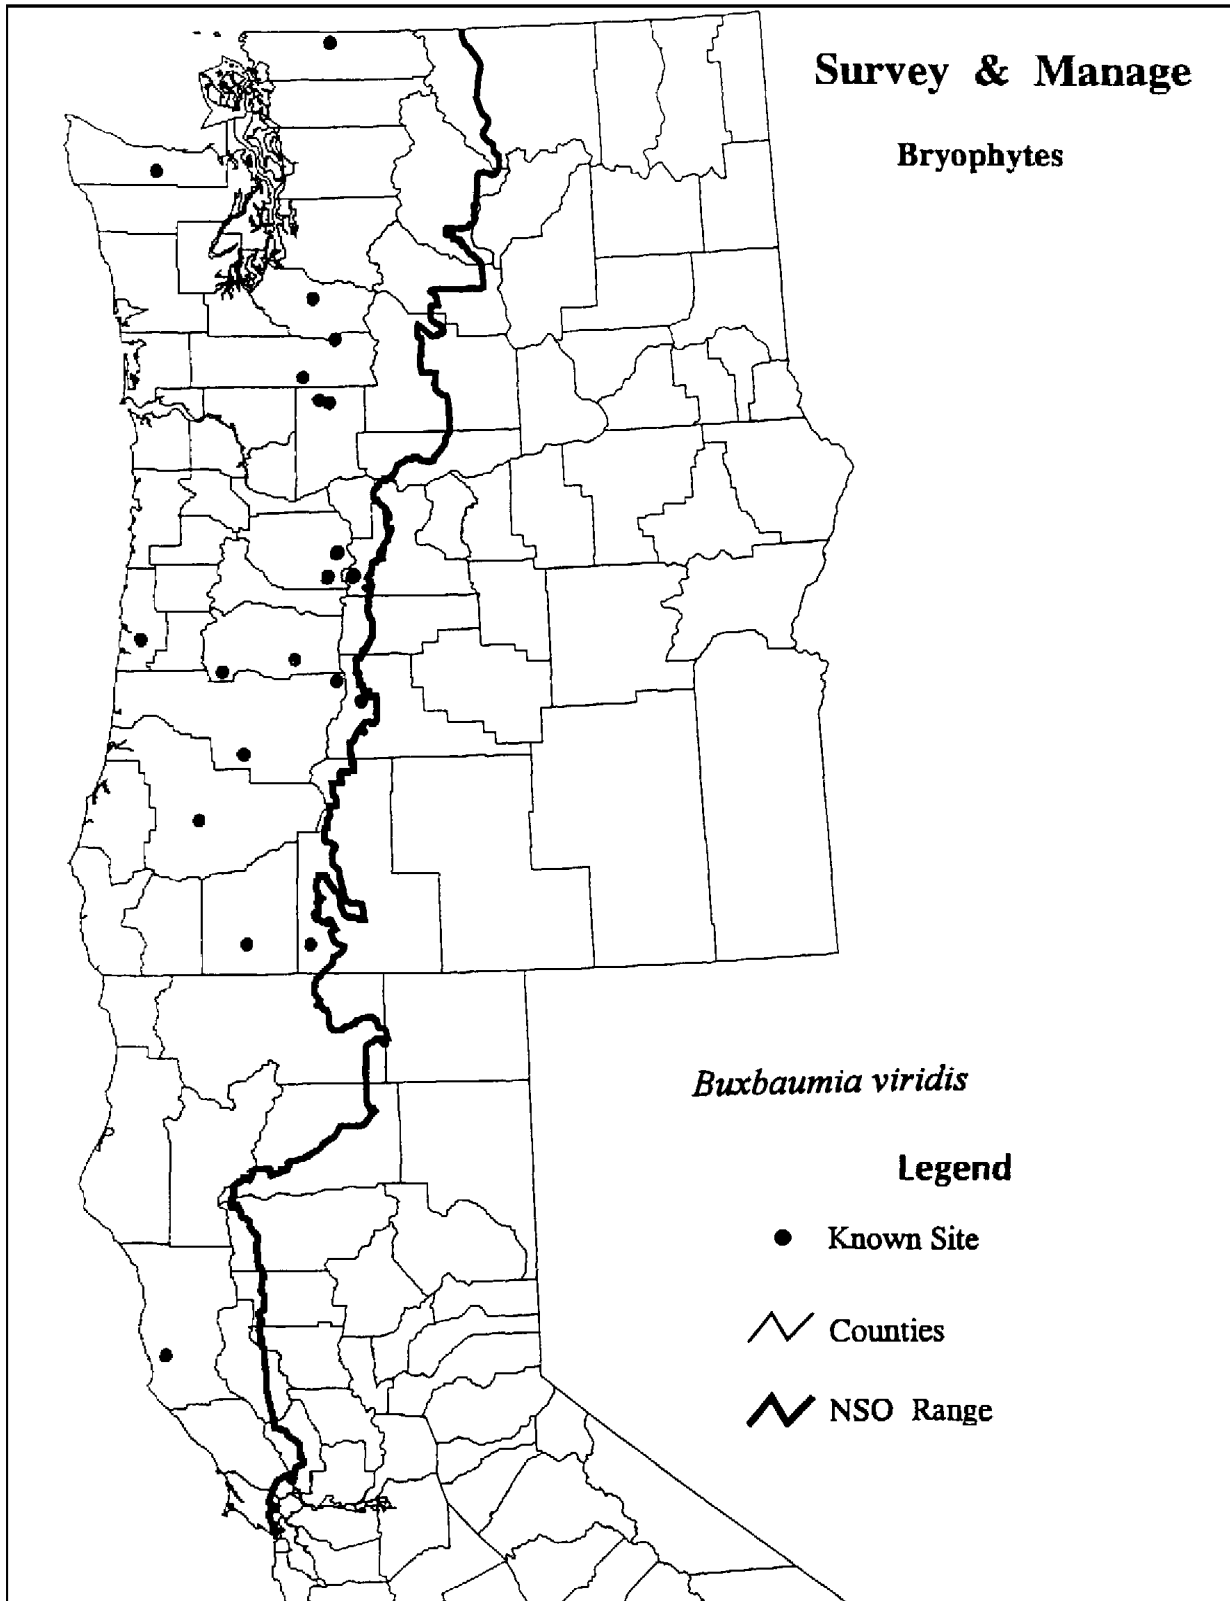 Survey & Manage
Bryophytes
Buxbaumia viridis
Legend
Known Site
Counties
NSO Range